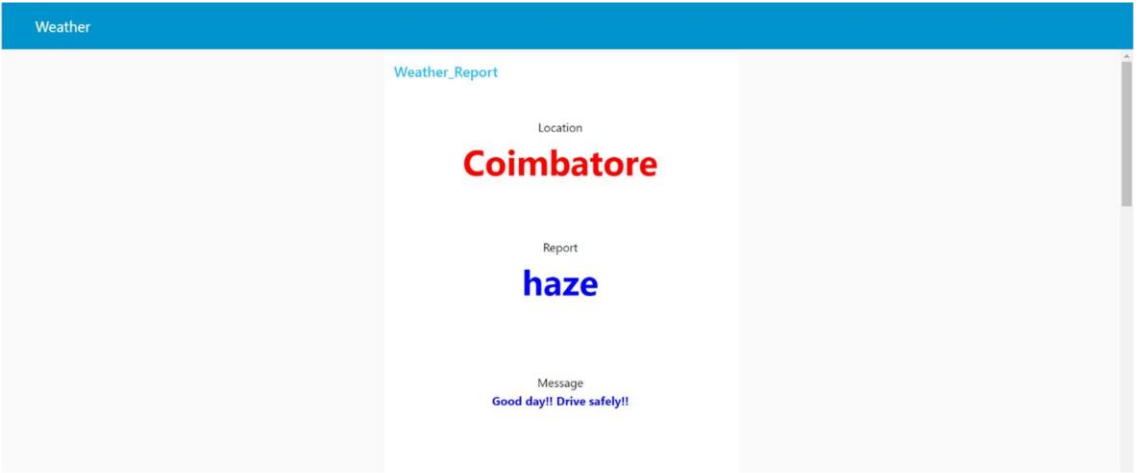 Weather
Weather_Report
Location
Coimbatore
Report
haze
Message
Good day!! Drive safely!!